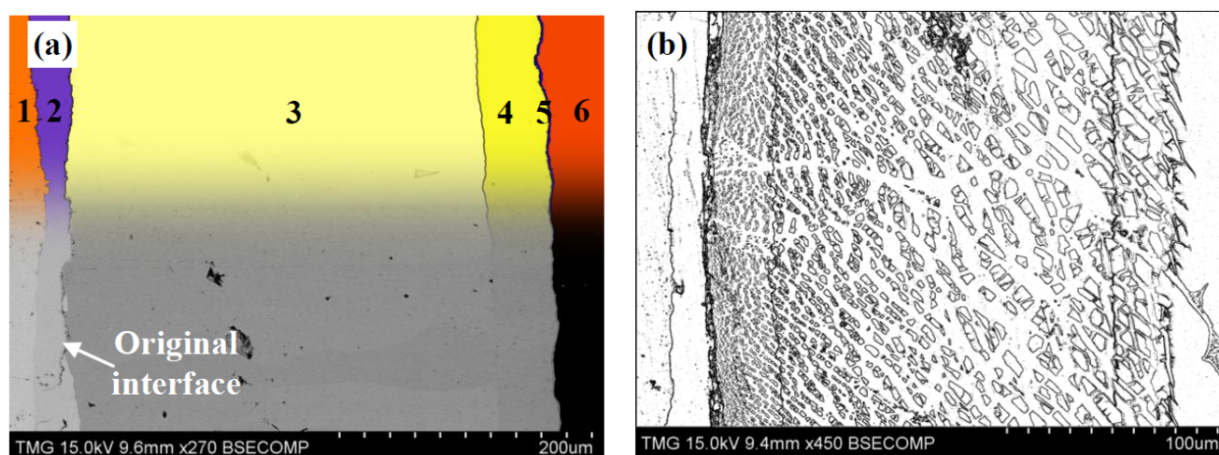 (a)
1 2 3 4 5 6
Original
interface
TMG 15.0kV 9.6mm x270 BSECOMP 200um
(b)
TMG 15.0kV 9.4mm x450 BSECOMP 100um